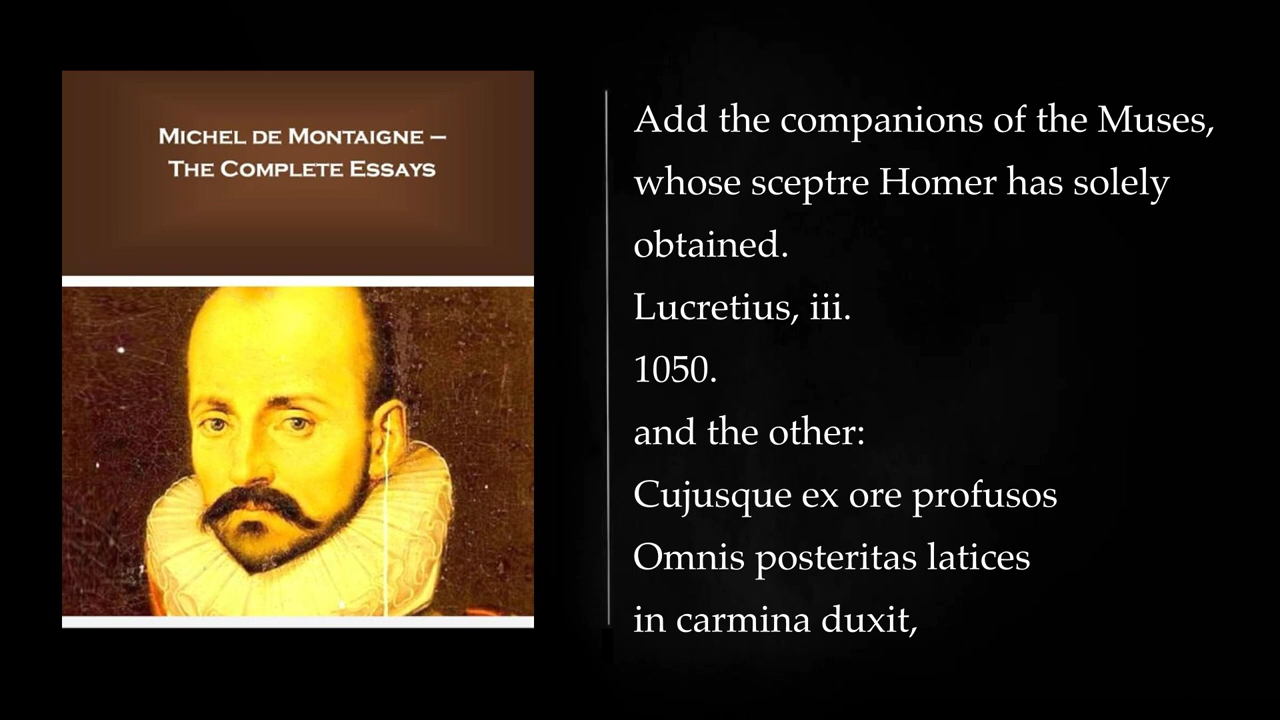 MICHEL DE MONTAIGNE –
THE COMPLETE ESSAYS
Add the companions of the Muses,
whose sceptre Homer has solely
obtained.
Lucretius, iii.
1050.
and the other:
Cujusque ex ore profusos
Omnis posteritas latices
in carmina duxit,